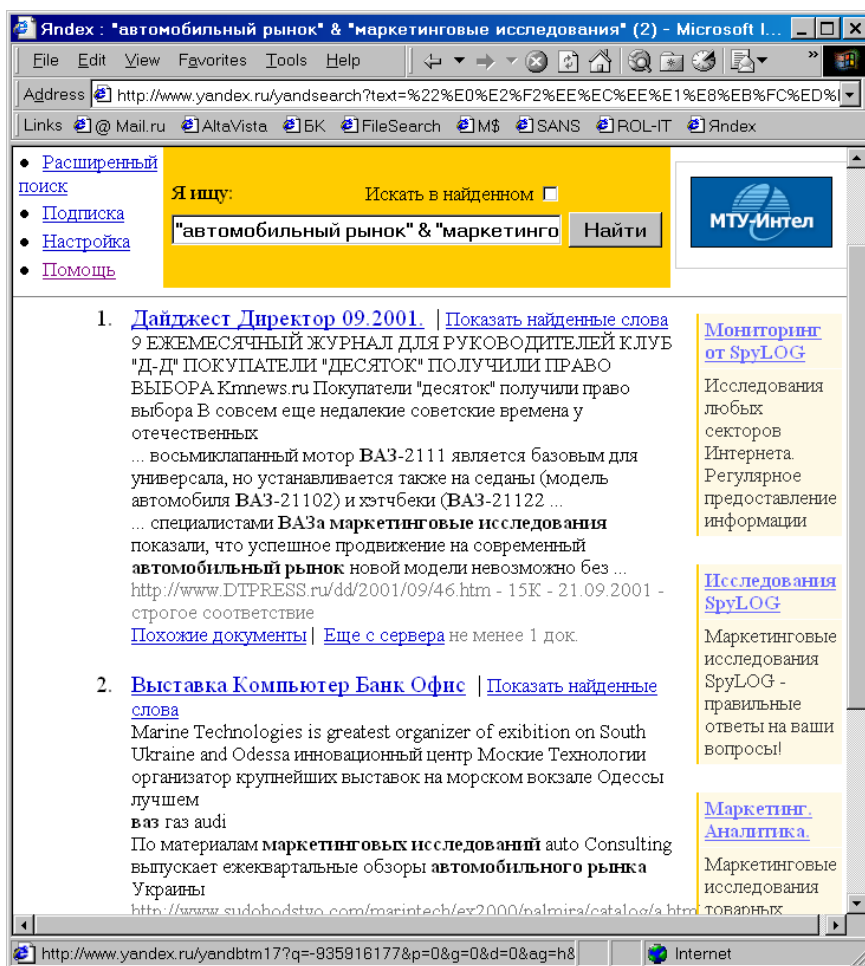 Яndex : "автомобильный рынок" & "маркетинговые исследования" (2) - Microsoft I...
File Edit View Favorites Tools Help »
Address http://www.yandex.ru/yandsearch?text=%22%E0%E2%F2%EE%EC%EE%E1%E8%EB%FC%ED%
Links @ Mail.ru AltaVista БК FileSearch M$ SANS ROL-IT Яndex
• Расширенный
поиск
• Подписка
• Настройка
• Помощь
Я ищу: Искать в найденном
"автомобильный рынок" & "маркетинго Найти
МТУ-Интел
1. Дайджест Директор 09.2001. | Показать найденные слова
9 ЕЖЕМЕСЯЧНЫЙ ЖУРНАЛ ДЛЯ РУКОВОДИТЕЛЕЙ КЛУБ
"Д-Д" ПОКУПАТЕЛИ "ДЕСЯТОК" ПОЛУЧИЛИ ПРАВО
ВЫБОРА Kmnews.ru Покупатели "десяток" получили право
выбора В совсем еще недалекие советские времена у
отечественных
... восьмиклапанный мотор ВАЗ-2111 является базовым для
универсала, но устанавливается также на седаны (модель
автомобиля ВАЗ-21102) и хэтчбеки (ВАЗ-21122 ...
... специалистами ВАЗа маркетинговые исследования
показали, что успешное продвижение на современный
автомобильный рынок новой модели невозможно без ...
http://www.DTPRESS.ru/dd/2001/09/46.htm - 15K - 21.09.2001 -
строгое соответствие
Похожие документы | Еще с сервера не менее 1 док.
2. Выставка Компьютер Банк Офис | Показать найденные
слова
Marine Technologies is greatest organizer of exibition on South
Ukraine and Odessa инновационный центр Моские Технологии
организатор крупнейших выставок на морском вокзале Одессы
лучшем
ваз газ audi
По материалам маркетинговых исследований auto Consulting
выпускает ежеквартальные обзоры автомобильного рынка
Украины
http://www.sudohodstvo.com/marintech/ex2000/palmira/catalog/a.htm
Мониторинг
от SpyLOG
Исследования
любых
секторов
Интернета.
Регулярное
предоставление
информации
Исследования
SpyLOG
Маркетинговые
исследования
SpyLOG -
правильные
ответы на ваши
вопросы!
Маркетинг.
Аналитика.
Маркетинговые
исследования
товарных
http://www.yandex.ru/yandbtm17?q=-935916177&p=0&g=0&d=0&ag=h& Internet